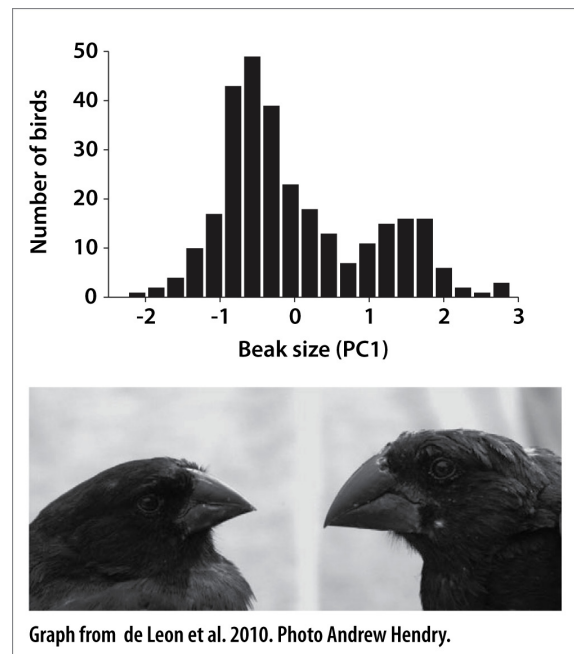 50
40
30
20
10
0
Number of birds
-2 -1 0 1 2 3
Beak size (PC1)
Graph from de Leon et al. 2010. Photo Andrew Hendry.